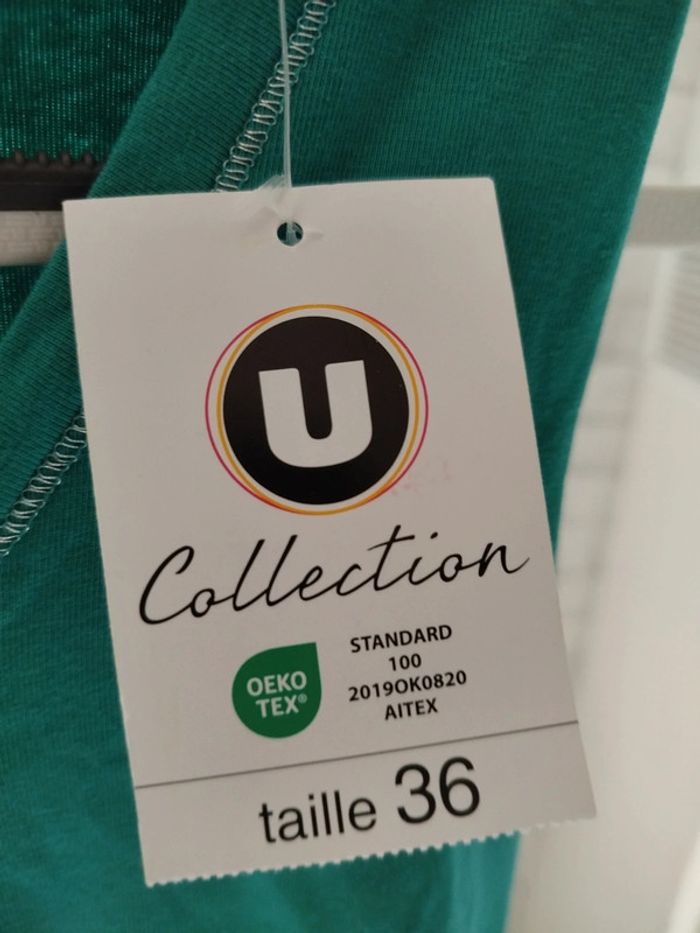 U
Collection
OEKO
TEX®
STANDARD
100
2019OK0820
AITEX
taille 36